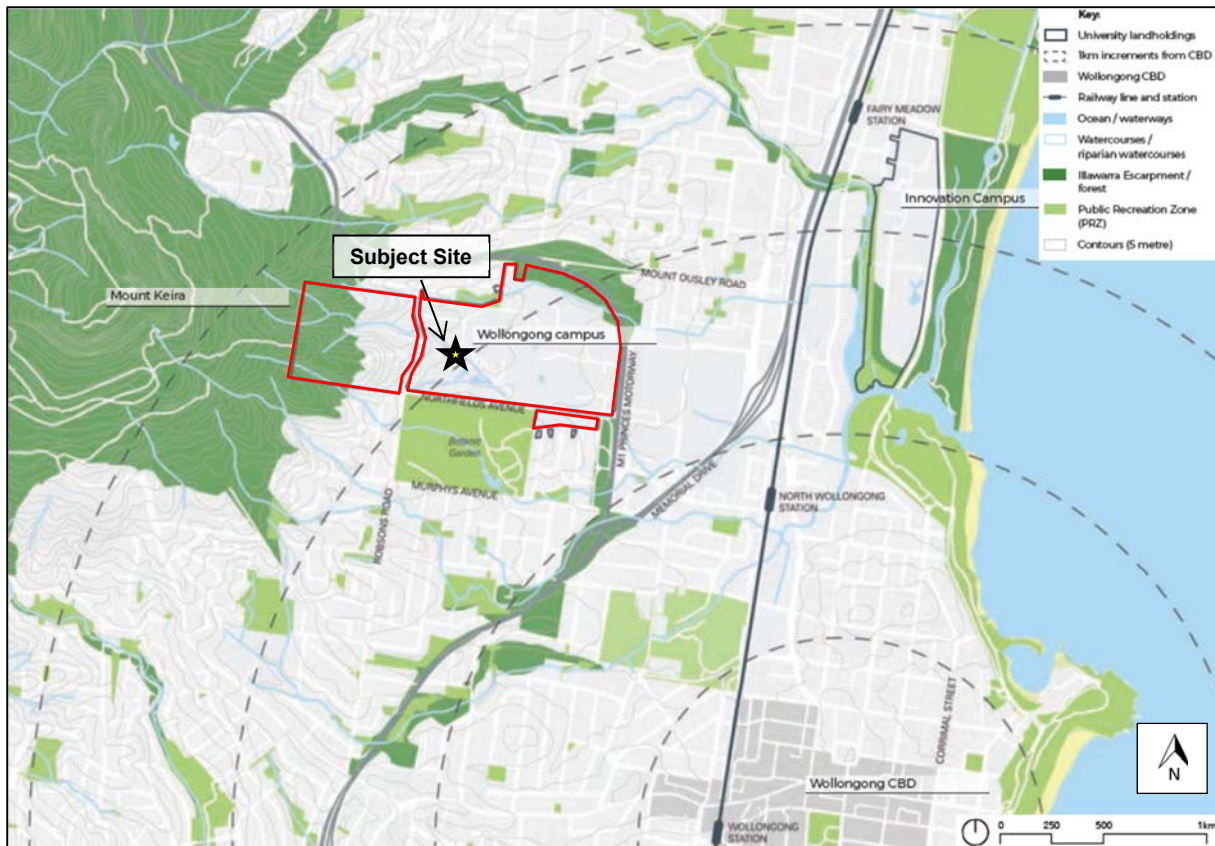 Key:
University landholdings
1km increments from CBD
Wollongong CBD
Railway line and station
Ocean / waterways
Watercourses /
riparian watercourses
Illawarra Escarpment /
forest
Public Recreation Zone
(PRZ)
Contours (5 metre)
FAIRY MEADOW
STATION
Innovation Campus
Subject Site
MOUNT OUSLEY ROAD
Mount Keira
Wollongong campus
NORTHFIELDS AVENUE
M1 PRINCES MOTORWAY
Botanic
Garden
MURPHYS AVENUE
MEMORIAL DRIVE
NORTH WOLLONGONG
STATION
ROBSONS ROAD
CORRIMAL STREET
Wollongong CBD
WOLLONGONG
STATION
N
0 250 500 1km